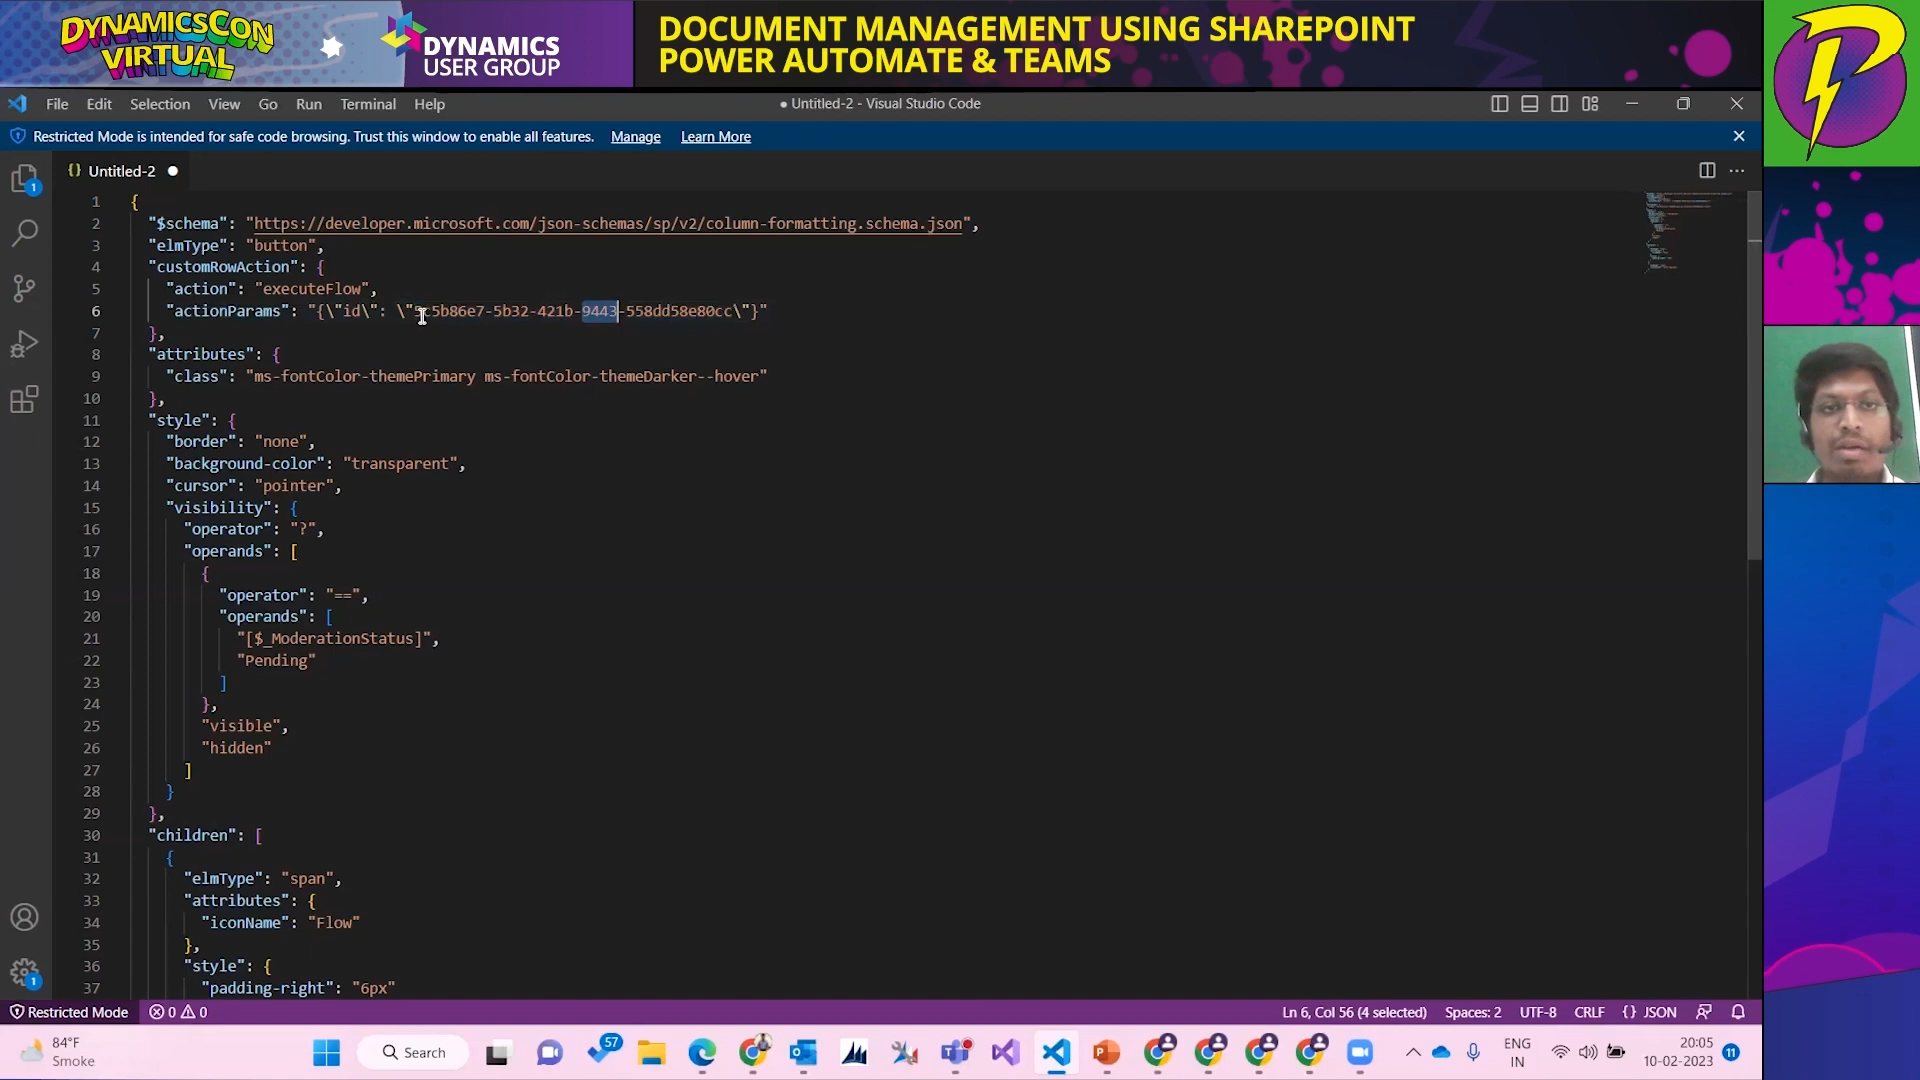 DYNAMICSCON
VIRTUAL
DYNAMICS
USER GROUP
DOCUMENT MANAGEMENT USING SHAREPOINT
POWER AUTOMATE & TEAMS
File Edit Selection View Go Run Terminal Help
● Untitled-2 - Visual Studio Code
Restricted Mode is intended for safe code browsing. Trust this window to enable all features. Manage Learn More
{} Untitled-2 ●
1 {
2 "$schema": "https://developer.microsoft.com/json-schemas/sp/v2/column-formatting.schema.json",
3 "elmType": "button",
4 "customRowAction": {
5 "action": "executeFlow",
6 "actionParams": "{\"id\": \"5c5b86e7-5b32-421b-9443-558dd58e80cc\"}"
7 },
8 "attributes": {
9 "class": "ms-fontColor-themePrimary ms-fontColor-themeDarker--hover"
10 },
11 "style": {
12 "border": "none",
13 "background-color": "transparent",
14 "cursor": "pointer",
15 "visibility": {
16 "operator": "?",
17 "operands": [
18 {
19 "operator": "==",
20 "operands": [
21 "[$_ModerationStatus]",
22 "Pending"
23 ]
24 },
25 "visible",
26 "hidden"
27 ]
28 }
29 },
30 "children": [
31 {
32 "elmType": "span",
33 "attributes": {
34 "iconName": "Flow"
35 },
36 "style": {
37 "padding-right": "6px"
1
1
Restricted Mode 0 0 Ln 6, Col 56 (4 selected) Spaces: 2 UTF-8 CRLF {} JSON
84°F
Smoke
Search
57
ENG
IN
20:05
10-02-2023
11